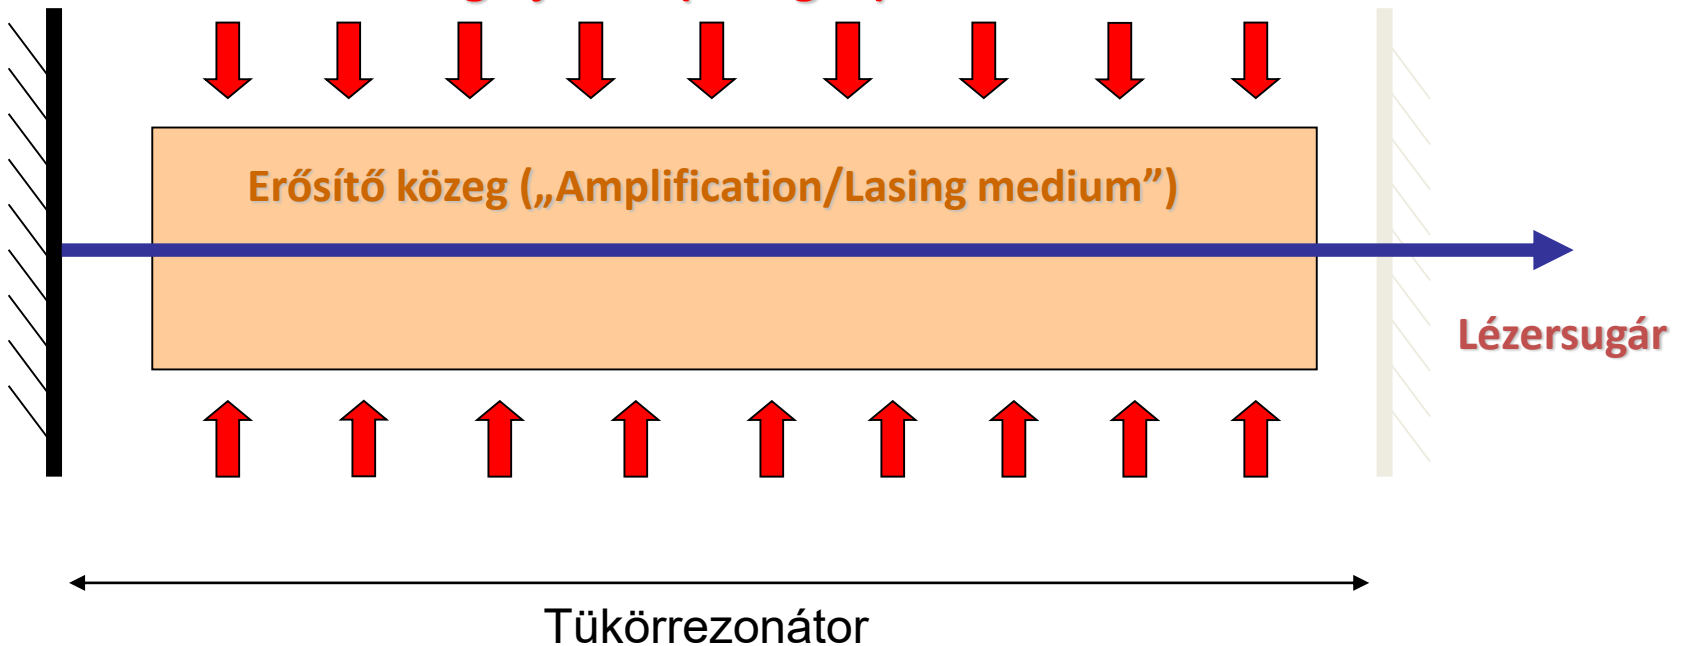 Erősítő közeg („Amplification/Lasing medium”)
Lézersugár
Tükörrezonátor